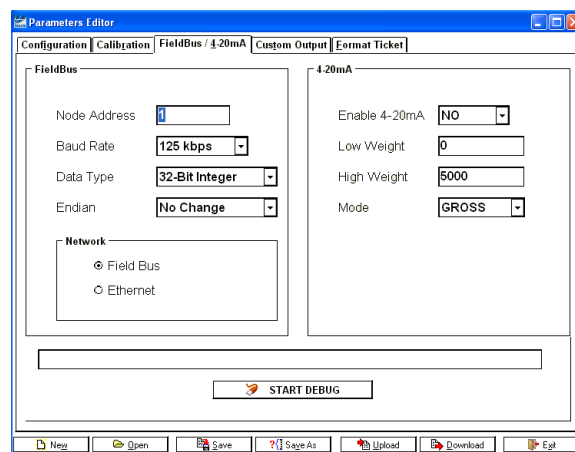 Parameters Editor
Configuration Calibration FieldBus / 4-20mA Custom Output Format Ticket
FieldBus
Node Address 1
Baud Rate 125 kbps
Data Type 32-Bit Integer
Endian No Change
Network
Field Bus
Ethernet
4-20mA
Enable 4-20mA NO
Low Weight 0
High Weight 5000
Mode GROSS
START DEBUG
New Open Save ?{} Save As Upload Download Exit